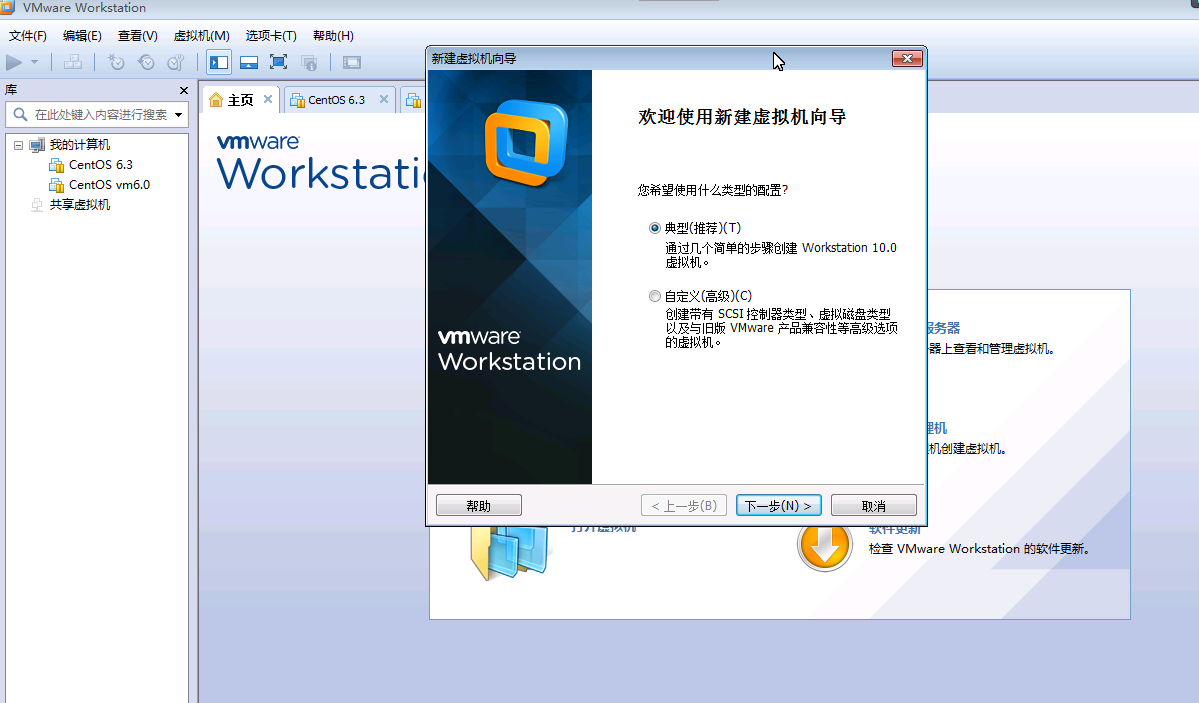 VMware Workstation
文件(F) 编辑(E) 查看(V) 虚拟机(M) 选项卡(T) 帮助(H)
库
在此处键入内容进行搜索
我的计算机
CentOS 6.3
CentOS vm6.0
共享虚拟机
主页
CentOS 6.3
vmware
Workstati
新建虚拟机向导
vmware
Workstation
欢迎使用新建虚拟机向导
您希望使用什么类型的配置?
典型(推荐)(T)
通过几个简单的步骤创建 Workstation 10.0
虚拟机。
自定义(高级)(C)
创建带有 SCSI 控制器类型、虚拟磁盘类型
以及与旧版 VMware 产品兼容性等高级选项
的虚拟机。
帮助
< 上一步(B)
下一步(N) >
取消
服务器
器上查看和管理虚拟机。
理机
机创建虚拟机。
打开虚拟机
软件更新
检查 VMware Workstation 的软件更新。